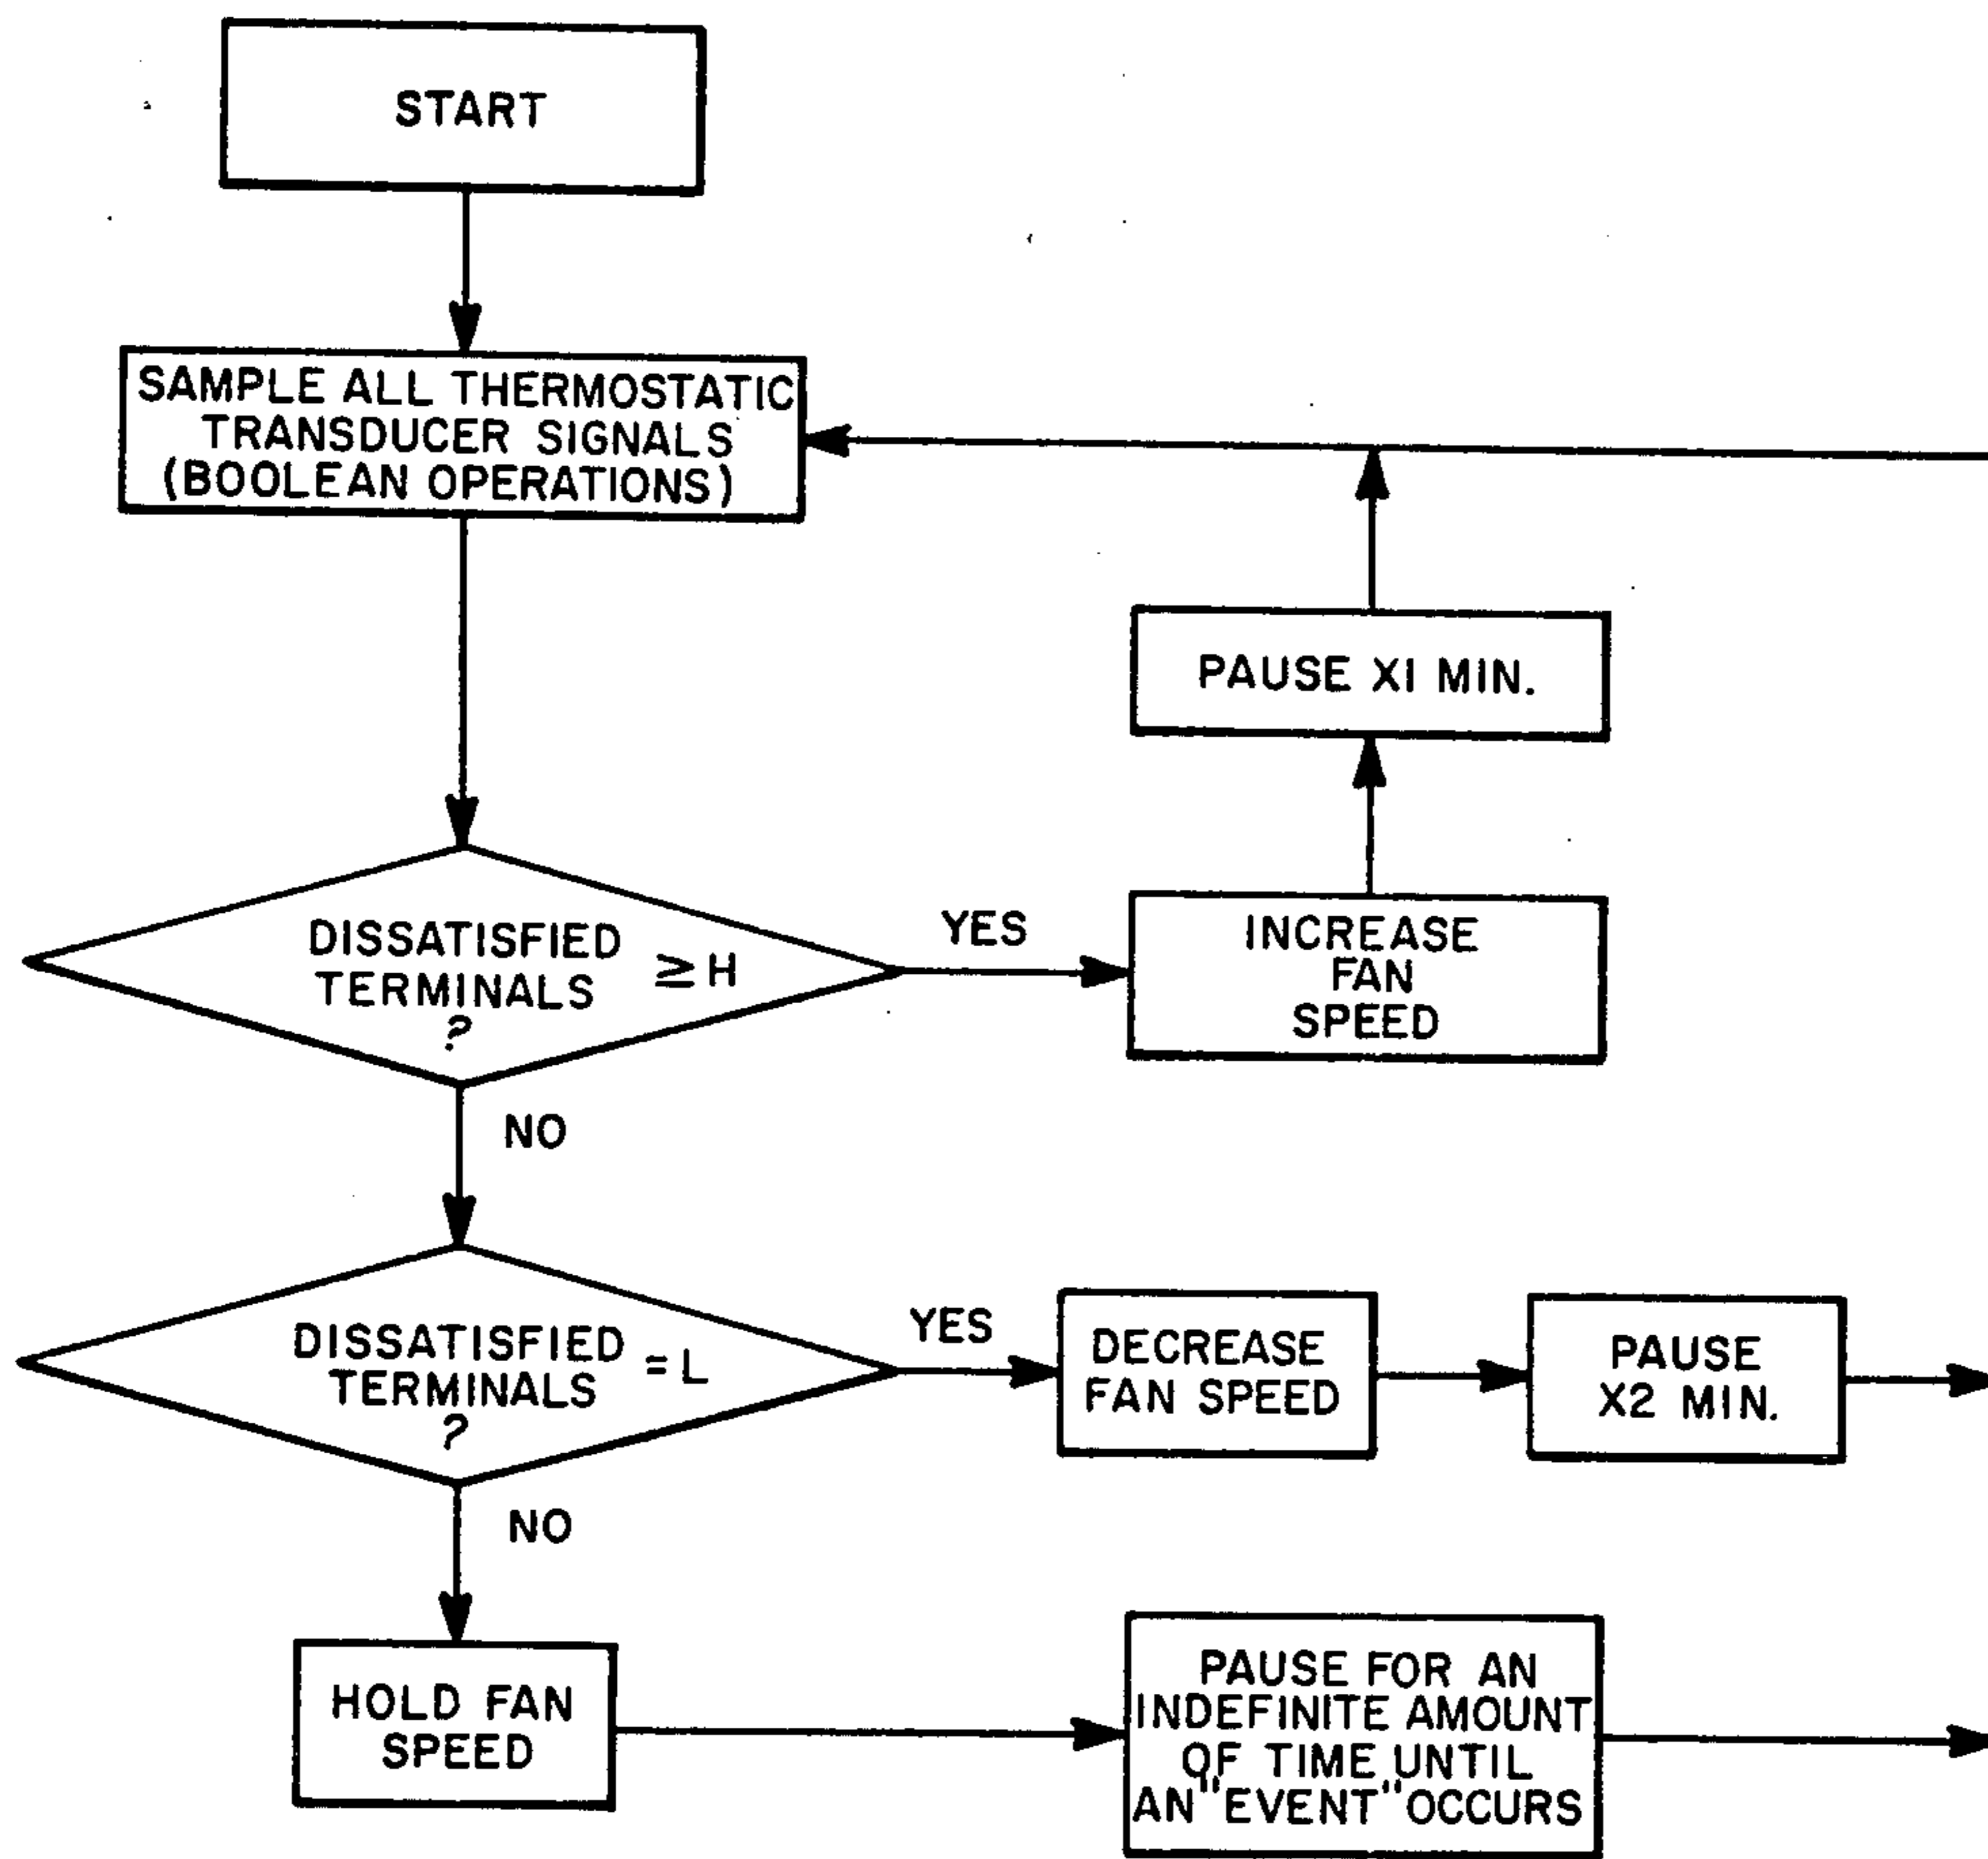 START
SAMPLE ALL THERMOSTATIC
TRANSDUCER SIGNALS
(BOOLEAN OPERATIONS)
PAUSE X1 MIN.
DISSATISFIED
TERMINALS ≥ H
?
YES
INCREASE
FAN
SPEED
NO
DISSATISFIED
TERMINALS = L
?
YES
DECREASE
FAN SPEED
PAUSE
X2 MIN.
NO
HOLD FAN
SPEED
PAUSE FOR AN
INDEFINITE AMOUNT
OF TIME UNTIL
AN "EVENT" OCCURS